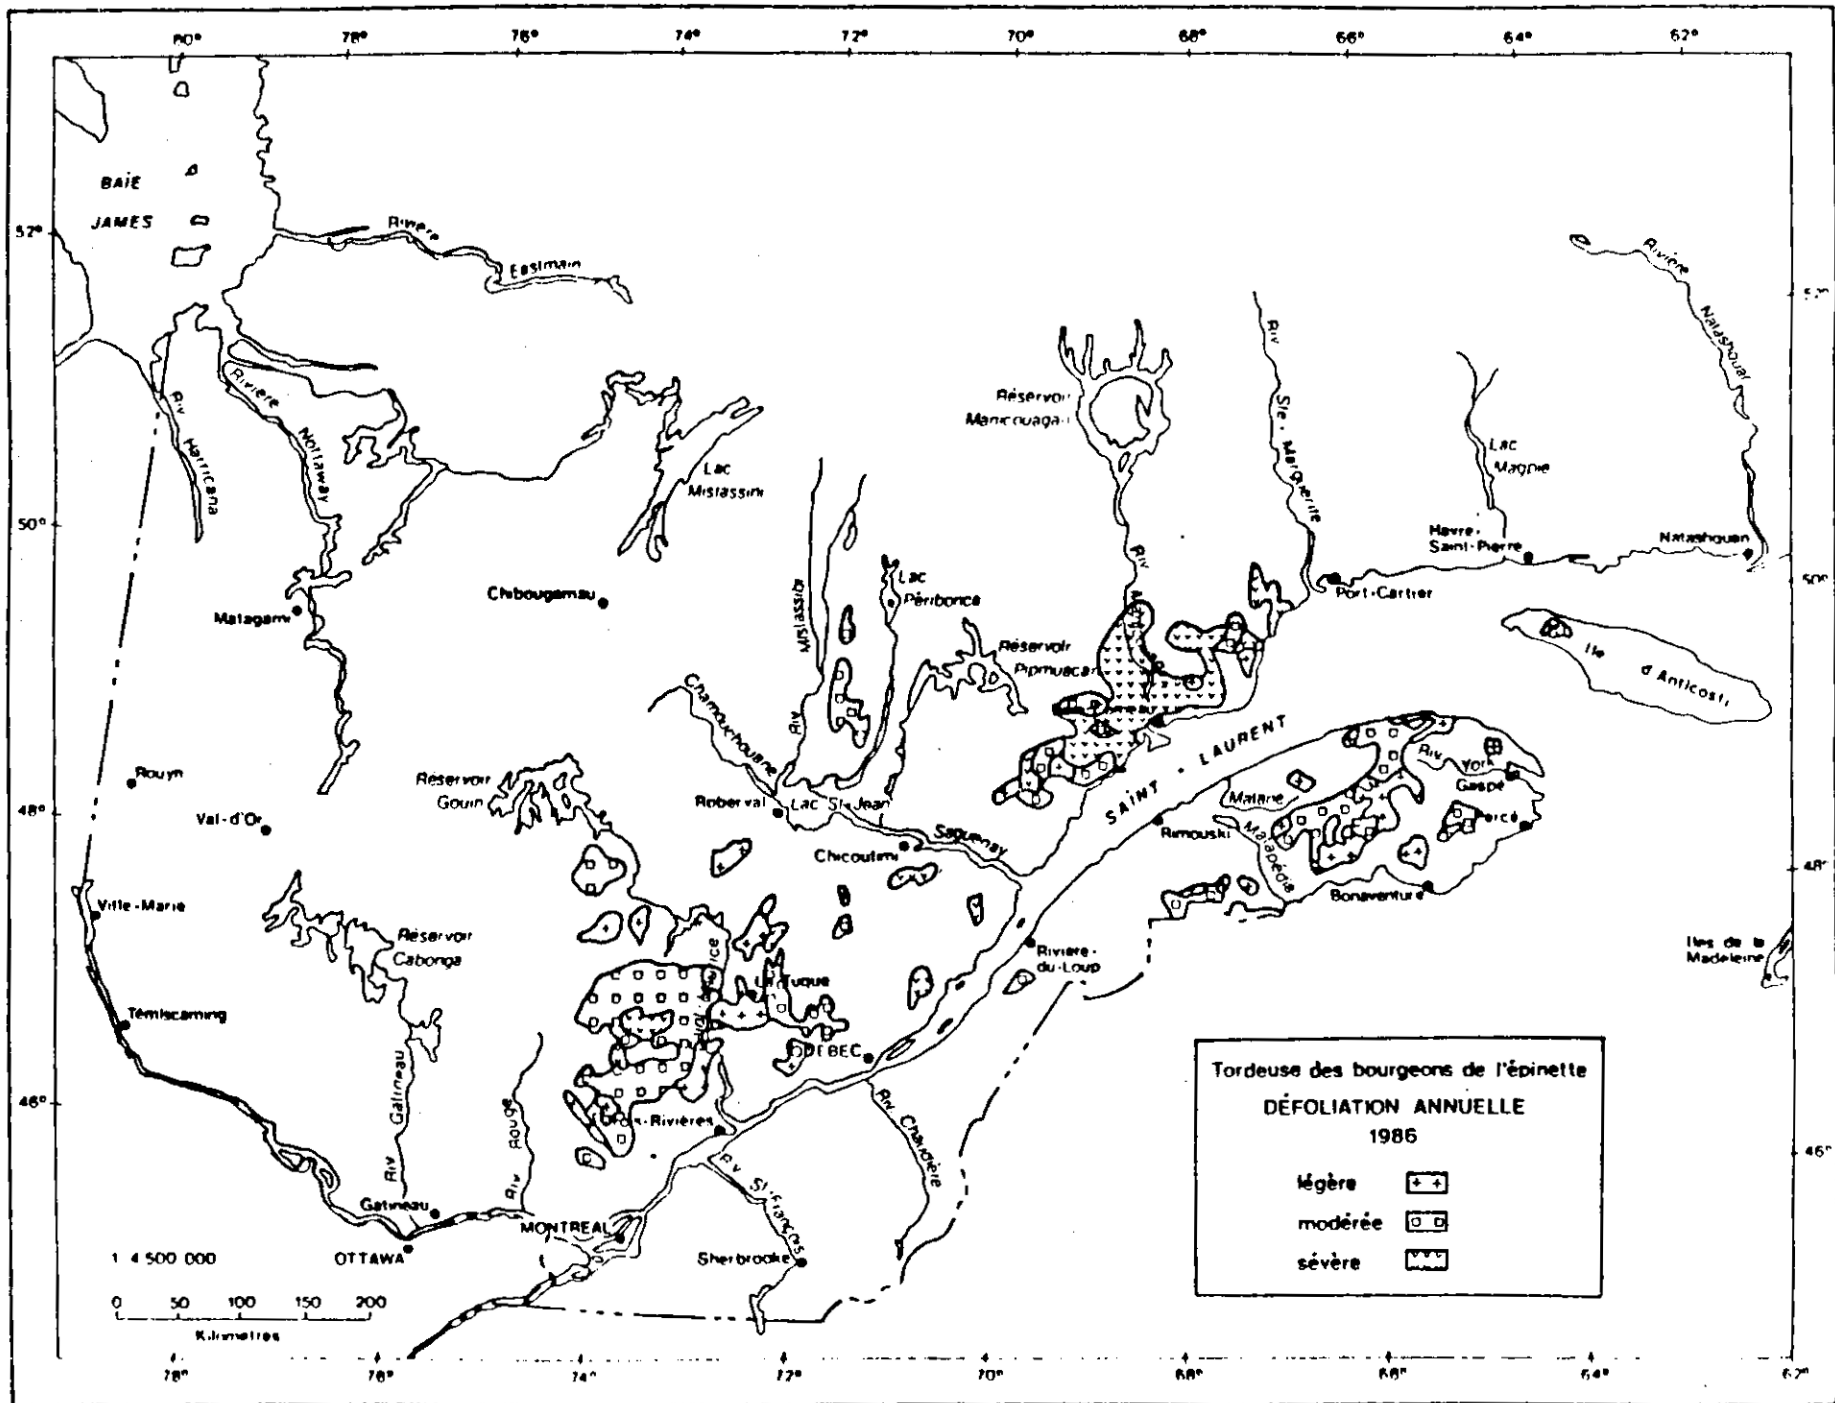 80°
78°
76°
74°
72°
70°
68°
66°
64°
62°
BAIE
JAMES
52°
Rivière
Eastmain
Rivière
Natashquan
Riv
Harricana
Rivière
Nottaway
Lac
Mistassini
Réservoir
Manicouagan
Riv
Ste-Marguerite
Lac
Magpie
50°
Havre-
Saint-Pierre
Natashquan
50°
Port-Cartier
Matagami
Chibougamau
Riv
Mistassibi
Lac
Péribonca
Réservoir
Pipmuacan
Riv
Ile d'Anticosti
Chamouchouane
Rouyn
Val-d'Or
Réservoir
Gouin
Roberval
Lac St-Jean
Chicoutimi
Saguenay
SAINT-LAURENT
Riv York
Gaspé
Matane
Rimouski
Matapédia
Percé
48°
48°
Bonaventure
Ville-Marie
Réservoir
Cabonga
Rivière-
du-Loup
Iles de la
Madeleine
La Tuque
Témiscaming
QUEBEC
46°
Riv Gatineau
Riv Rouge
Riv Chaudière
46°
Riv St-François
Gatineau
OTTAWA
MONTREAL
Sherbrooke
Tordeuse des bourgeons de l'épinette
DÉFOLIATION ANNUELLE
1986
légère
modérée
sévère
1 4 500 000
0 50 100 150 200
Kilomètres
78°
76°
74°
72°
70°
68°
66°
64°
62°